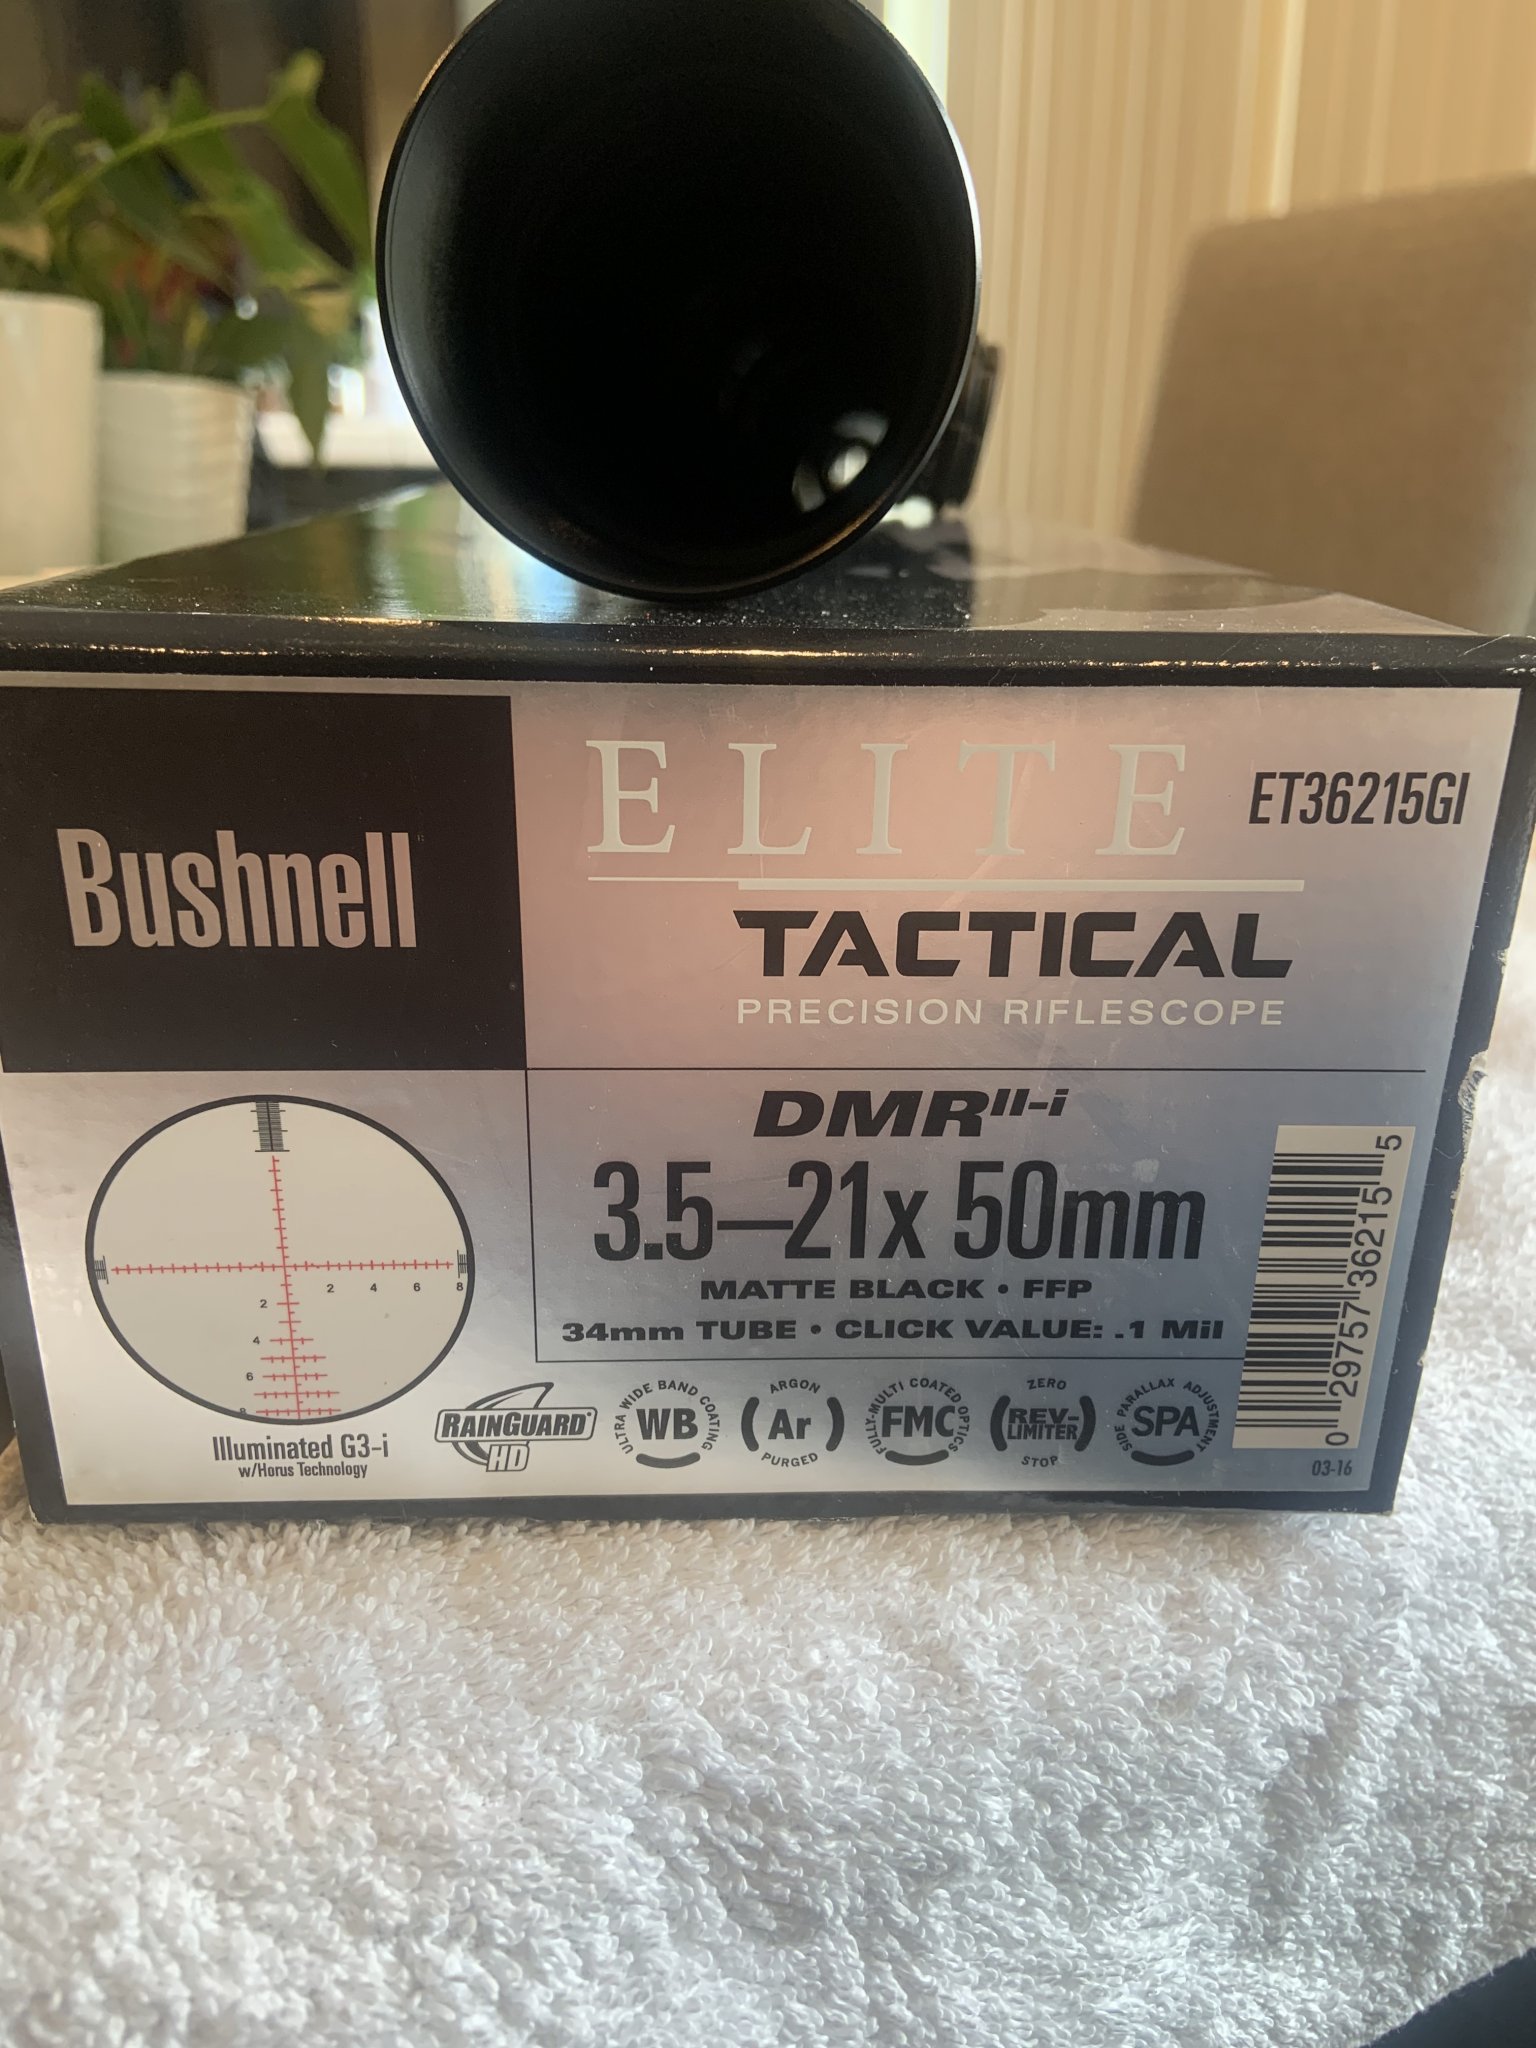 Bushnell
ELITE
TACTICAL
PRECISION RIFLESCOPE
ET36215GI
DMR II-i
3.5–21x 50mm
MATTE BLACK • FFP
34mm TUBE • CLICK VALUE: .1 Mil
2 4 6 8
2
4
6
8
Illuminated G3-i
w/Horus Technology
RAINGUARD®
HD
ULTRA WIDE BAND COATING
WB
ARGON
Ar
PURGED
FULLY-MULTI COATED OPTICS
FMC
ZERO
REV-
LIMITER
STOP
SIDE PARALLAX ADJUSTMENT
SPA
0 29757 36215 5
03-16